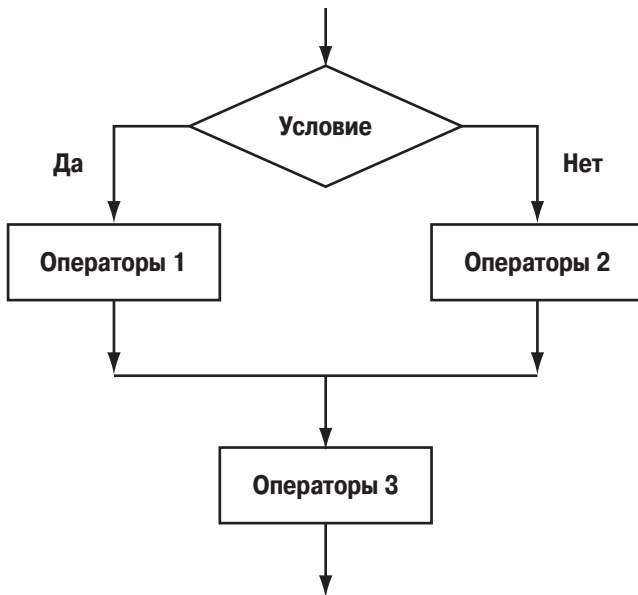 Условие
Да
Нет
Операторы 1
Операторы 2
Операторы 3